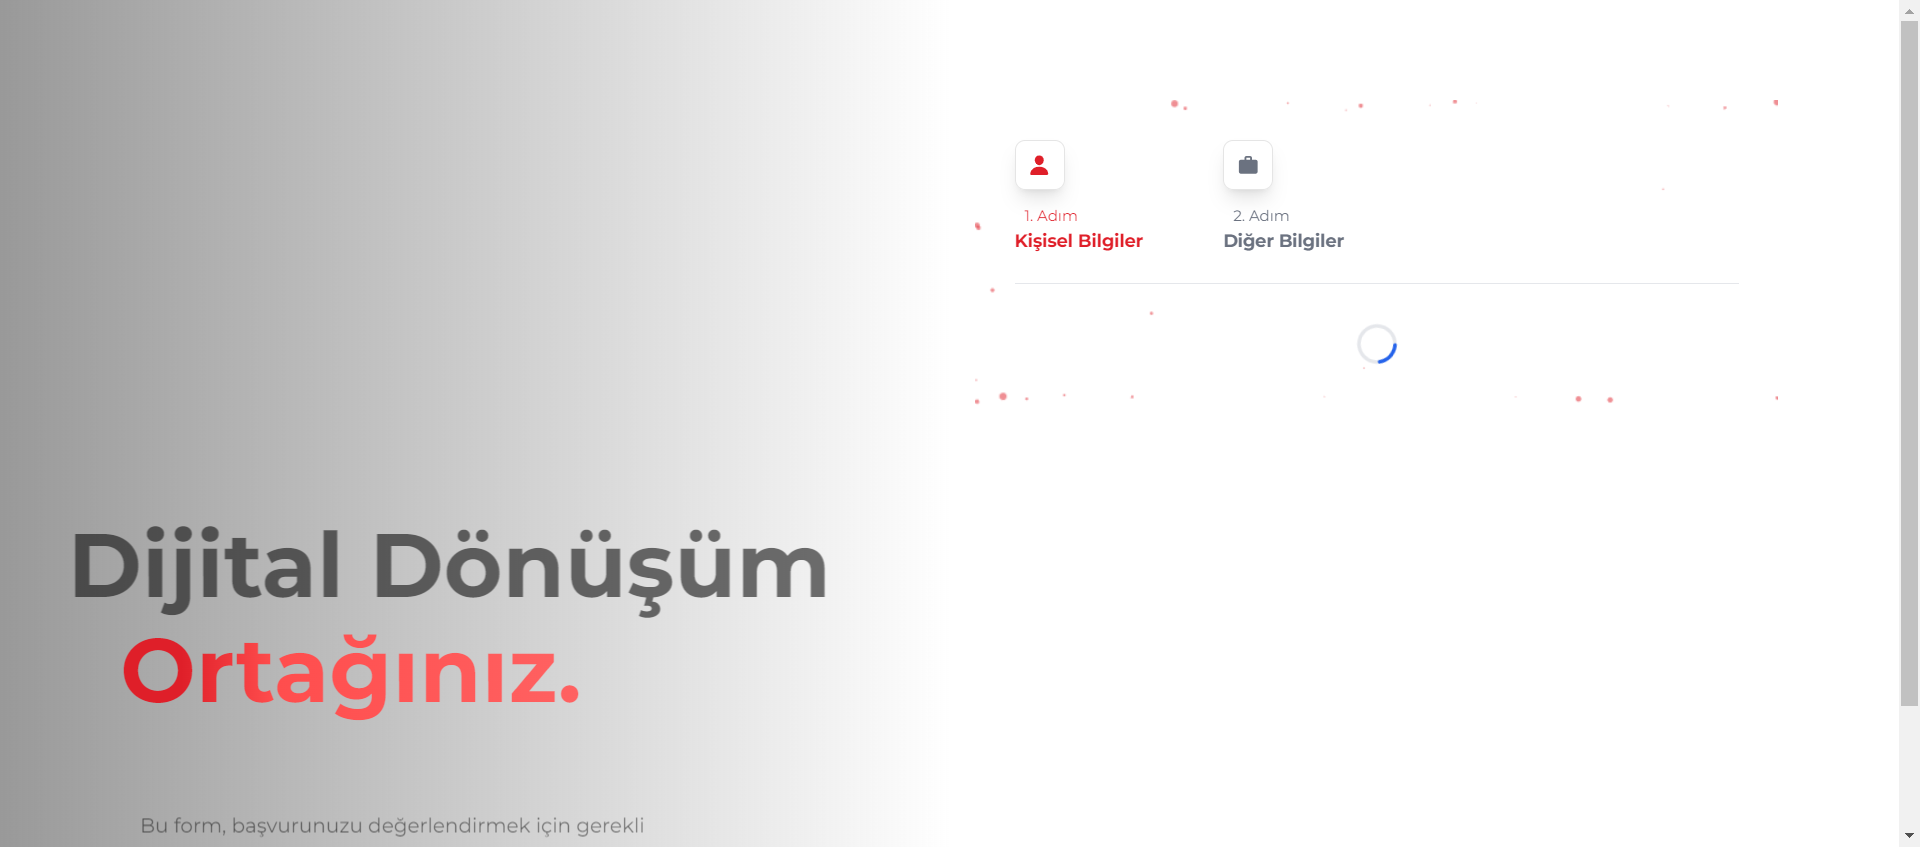 Dijital Dönüşüm
Ortağınız.
Bu form, başvurunuzu değerlendirmek için gerekli
1. Adım
Kişisel Bilgiler
2. Adım
Diğer Bilgiler